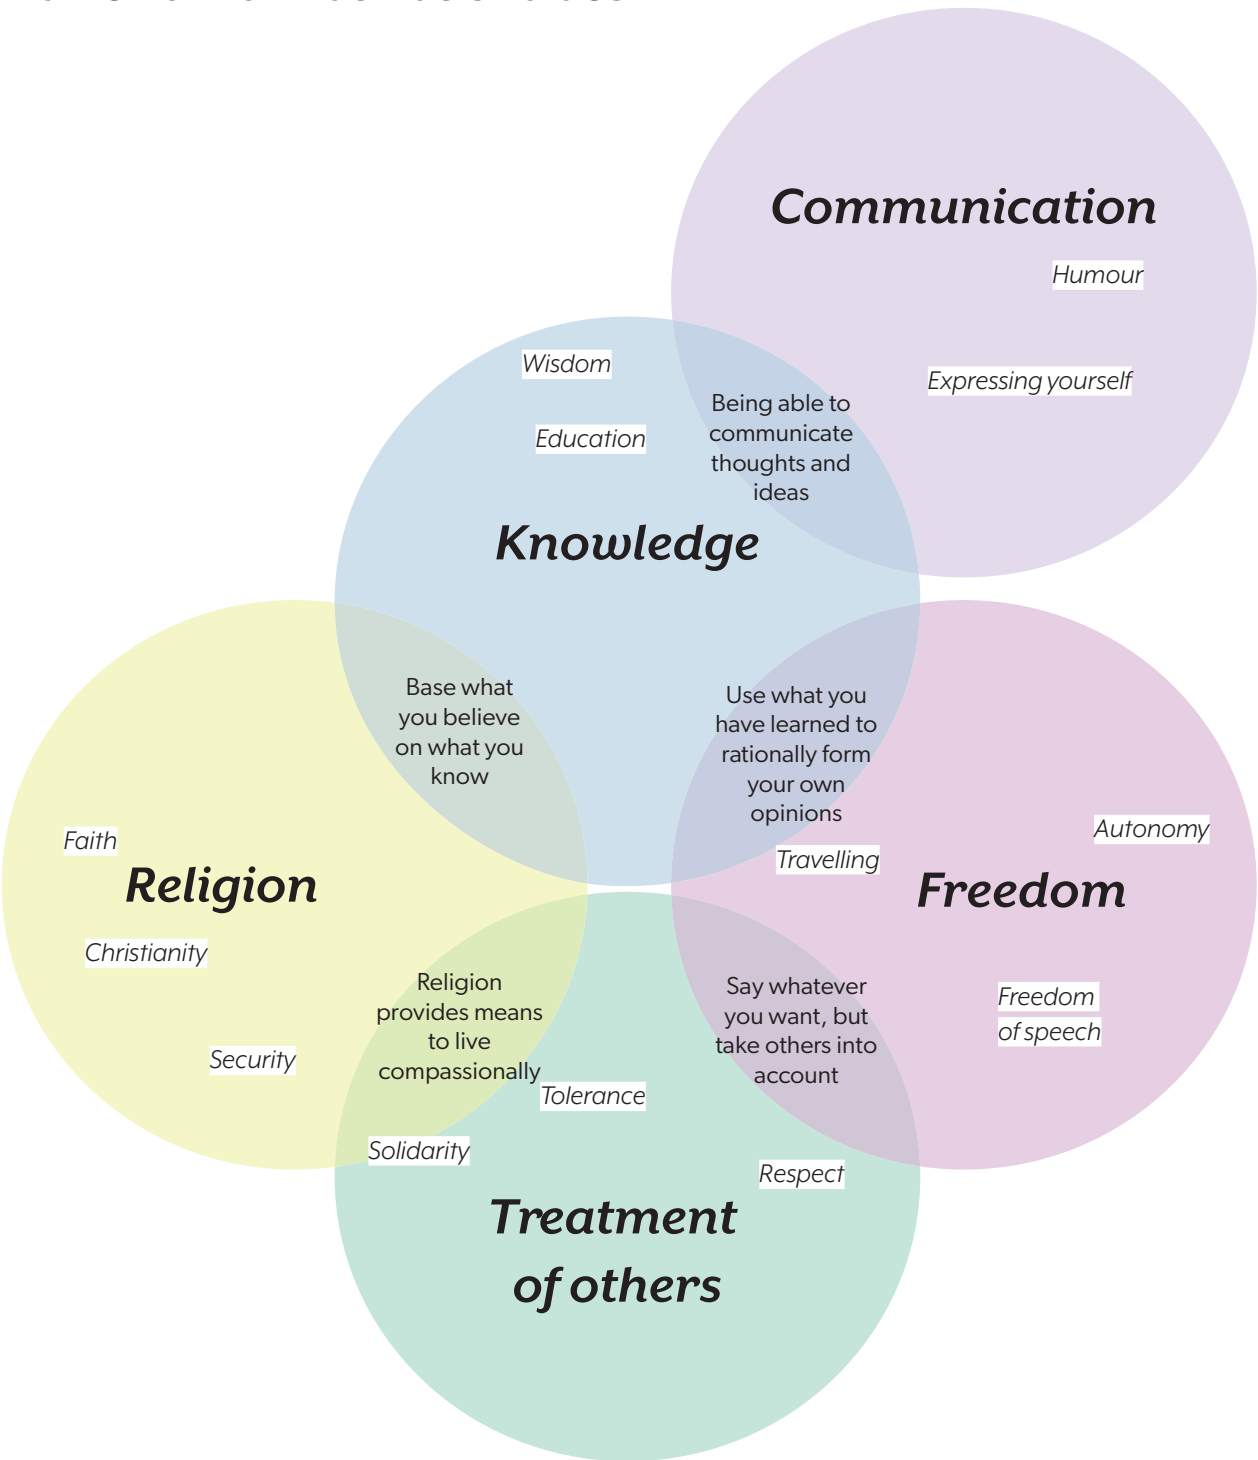 Communication
Humour
Expressing yourself
Wisdom
Education
Being able to
communicate
thoughts and
ideas
Knowledge
Base what
you believe
on what you
know
Use what you
have learned to
rationally form
your own
opinions
Faith
Religion
Christianity
Security
Travelling
Autonomy
Freedom
Freedom
of speech
Religion
provides means
to live
compassionally
Say whatever
you want, but
take others into
account
Tolerance
Solidarity
Respect
Treatment
of others